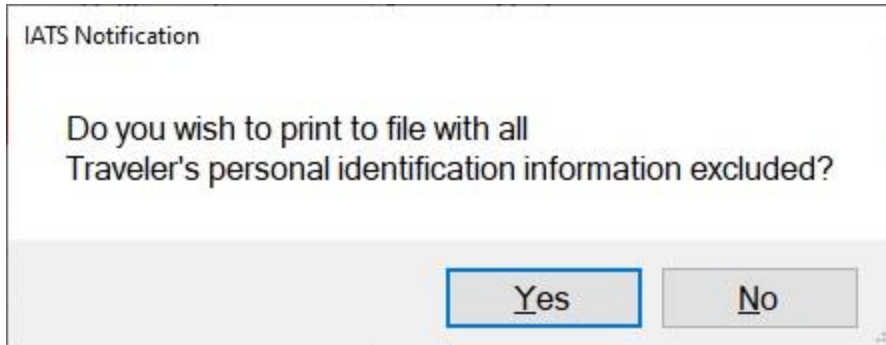 IATS Notification
Do you wish to print to file with all
Traveler's personal identification information excluded?
Yes
No